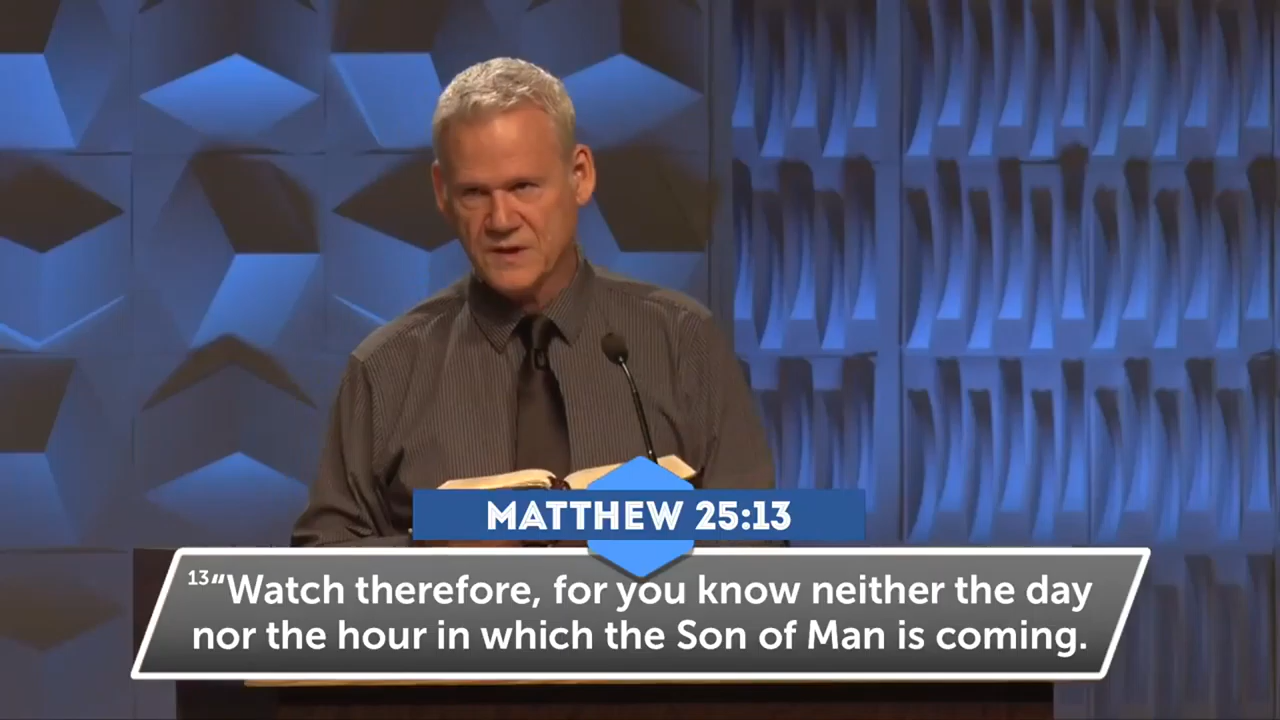 MATTHEW 25:13
13“Watch therefore, for you know neither the day
nor the hour in which the Son of Man is coming.